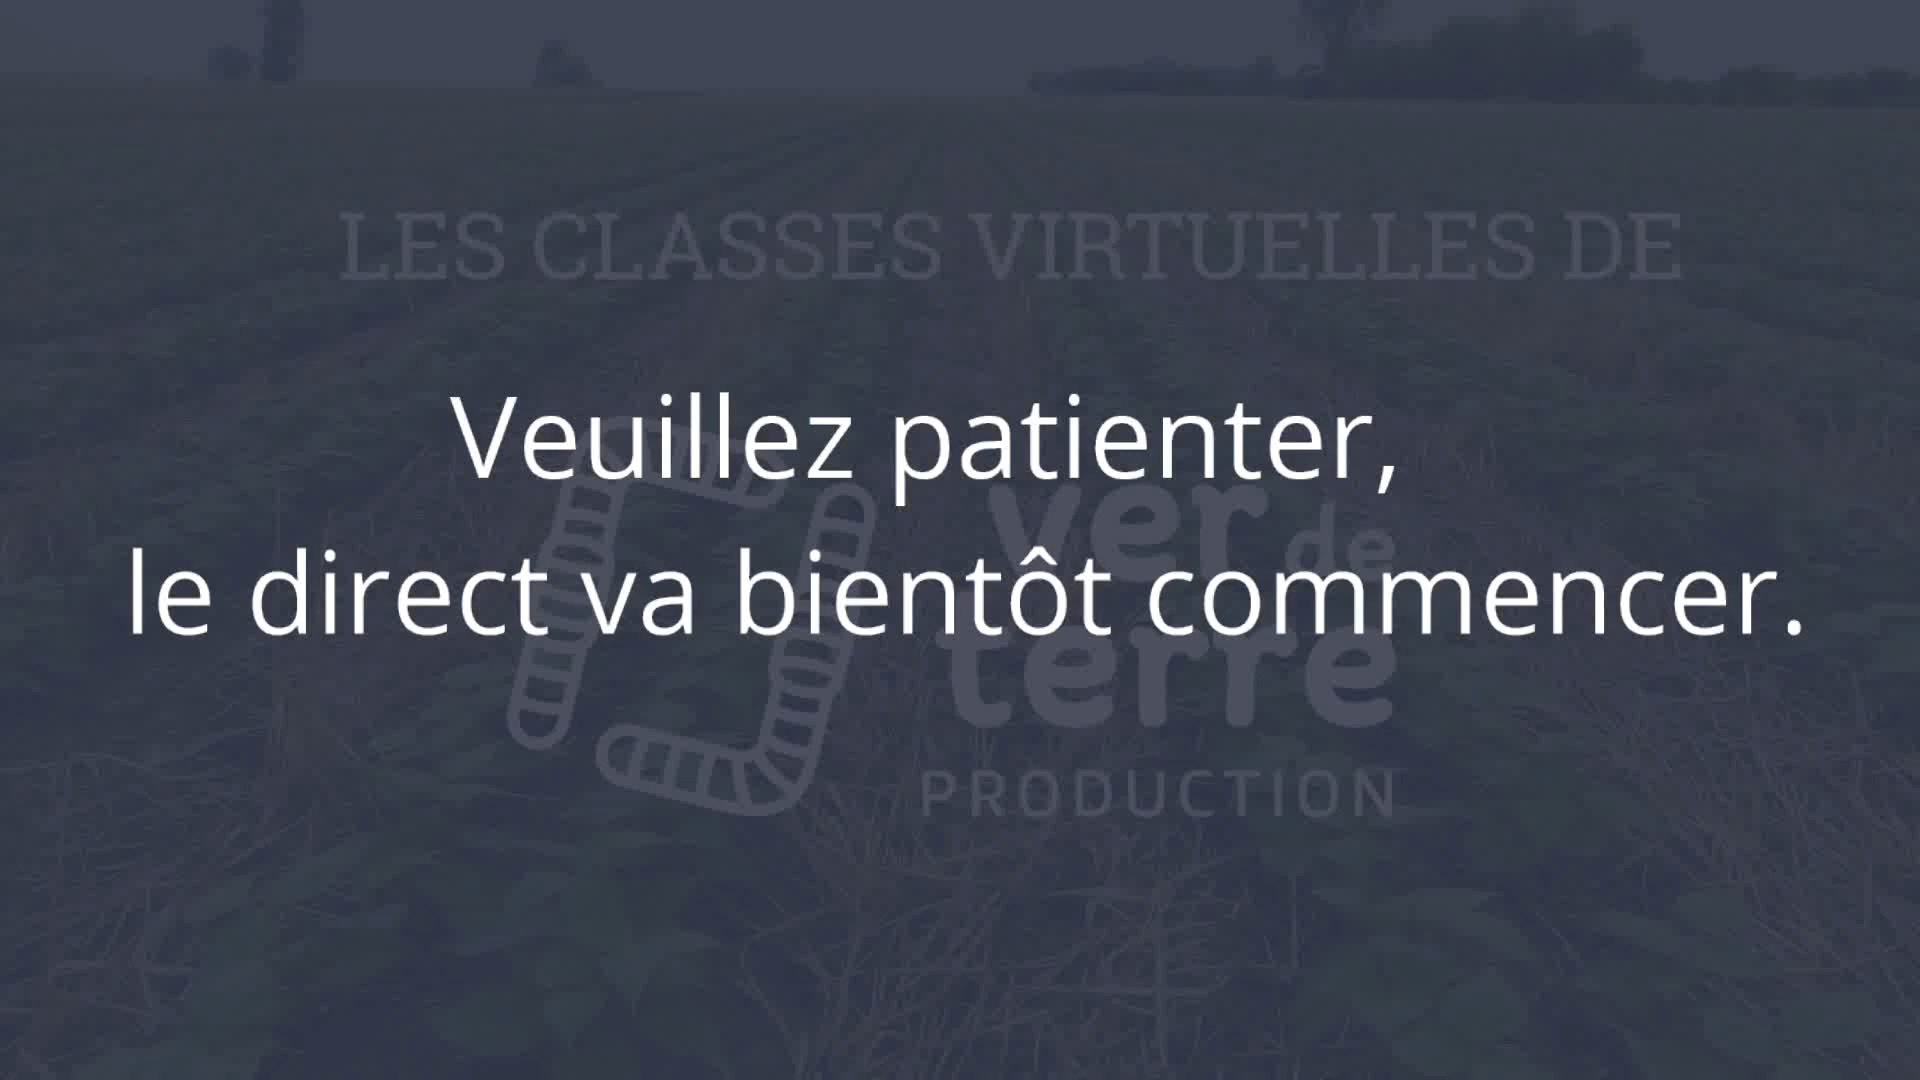 LES CLASSES VIRTUELLES DE
Veuillez patienter,
le direct va bientôt commencer.
ver de
terre
PRODUCTION